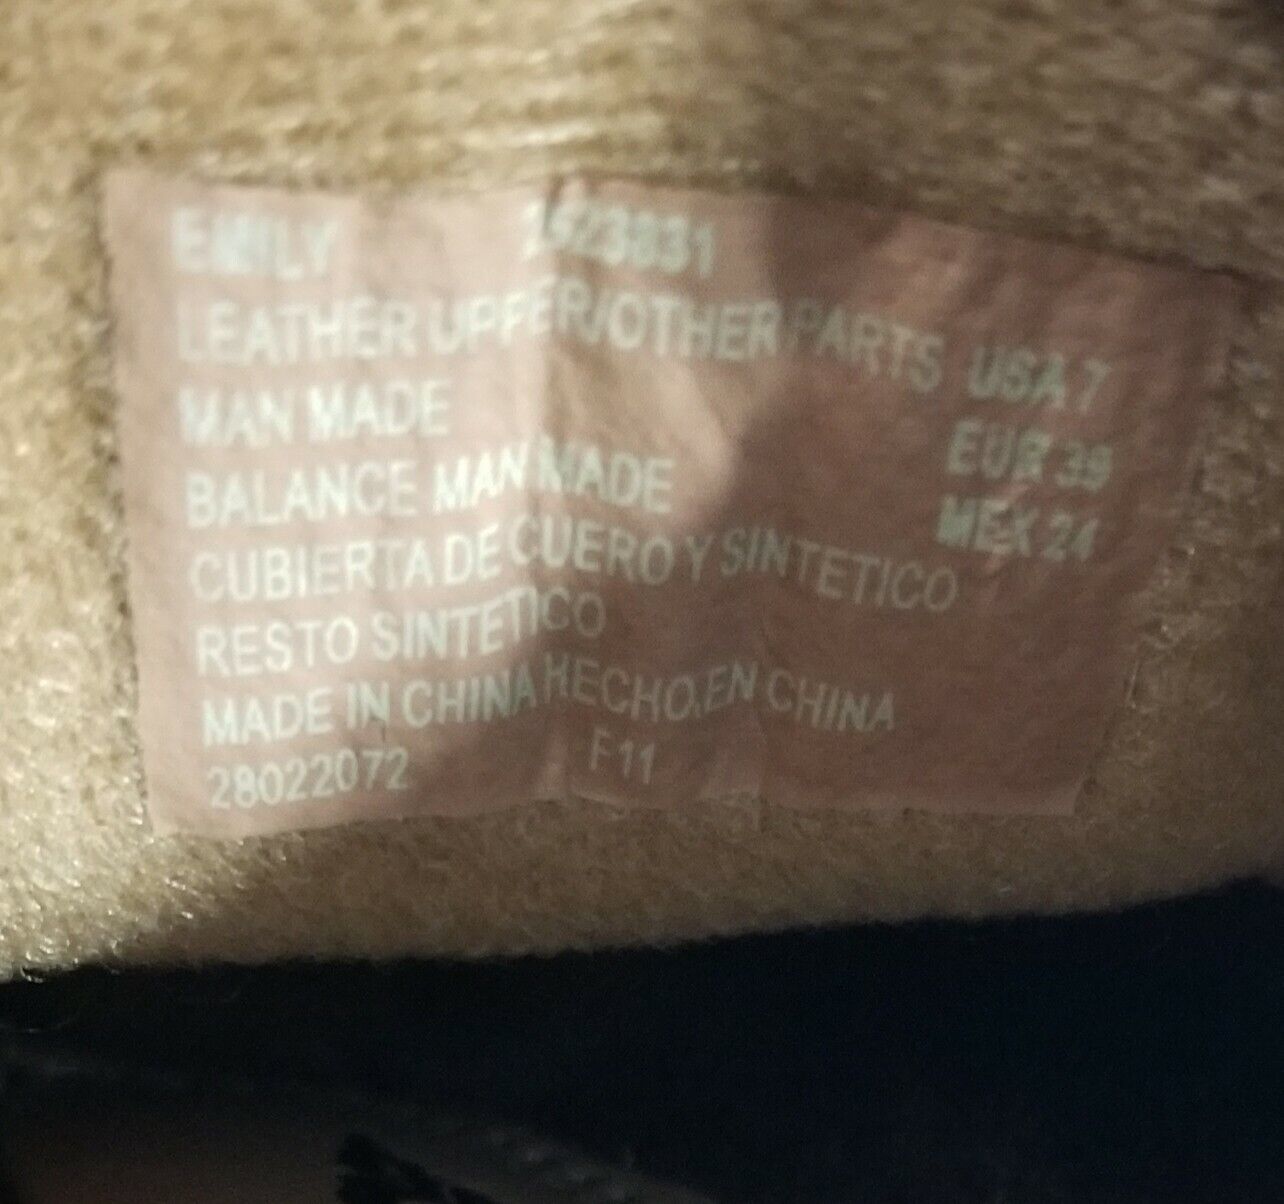 EMILY
LEATHER UPPER/OTHER PARTS USA 7
MAN MADE EUR 39
BALANCE MAN MADE MEX 24
CUBIERTA DE CUERO Y SINTETICO
RESTO SINTETICO
MADE IN CHINA HECHO EN CHINA
28022072 F11